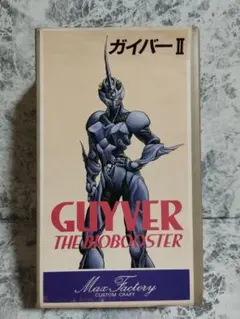 ガイバーⅡ
GUYVER
THE BIOBOOSTER
Max Factory
CUSTOM CRAFT